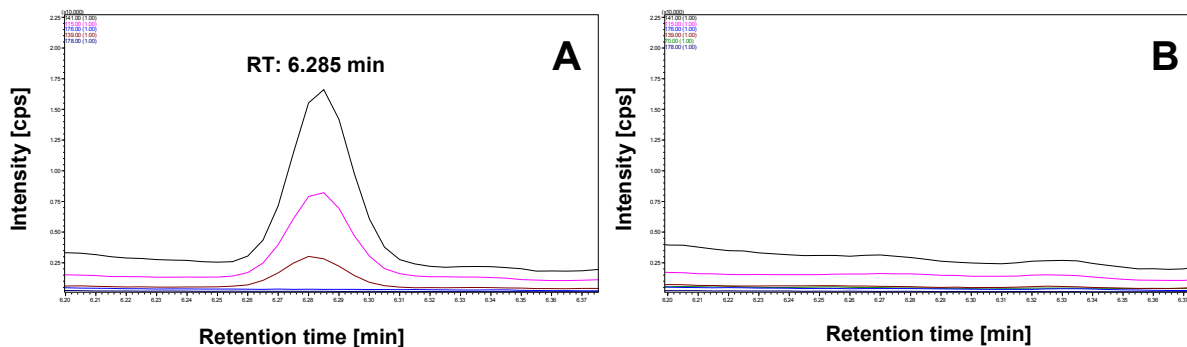 (x10,000)
141.00 (1.00)
115.00 (1.00)
176.00 (1.00)
139.00 (1.00)
178.00 (1.00)
RT: 6.285 min
A
2.25
2.00
1.75
1.50
1.25
1.00
0.75
0.50
0.25
Intensity [cps]
6.20 6.21 6.22 6.23 6.24 6.25 6.26 6.27 6.28 6.29 6.30 6.31 6.32 6.33 6.34 6.35 6.36 6.37
Retention time [min]
(x10,000)
141.00 (1.00)
115.00 (1.00)
176.00 (1.00)
139.00 (1.00)
70.00 (1.00)
178.00 (1.00)
B
2.25
2.00
1.75
1.50
1.25
1.00
0.75
0.50
0.25
Intensity [cps]
6.20 6.21 6.22 6.23 6.24 6.25 6.26 6.27 6.28 6.29 6.30 6.31 6.32 6.33 6.34 6.35 6.36 6.37
Retention time [min]